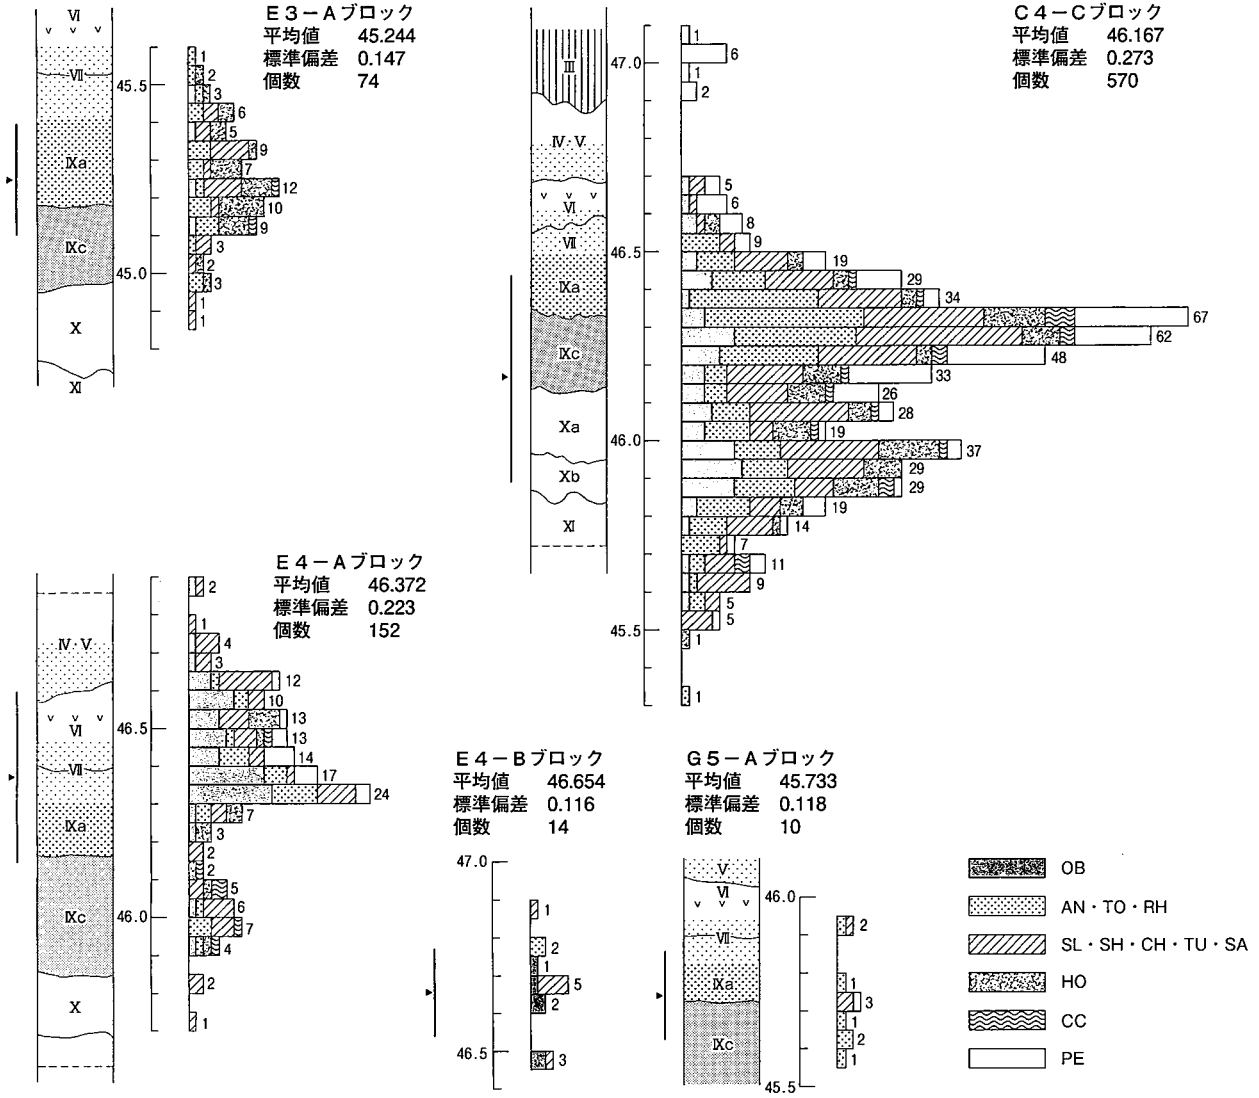 E3-Aブロック
平均値 45.244
標準偏差 0.147
個数 74
VI
VII
IXa
IXc
X
XI
45.5
45.0
1
2
3
6
5
9
7
12
10
9
3
2
3
1
1
C4-Cブロック
平均値 46.167
標準偏差 0.273
個数 570
III
IV・V
VI
VII
IXa
IXc
Xa
Xb
XI
47.0
46.5
46.0
45.5
1
6
1
2
5
6
8
9
19
29
34
67
62
48
33
26
28
19
37
29
29
19
14
7
11
9
5
5
1
1
E4-Aブロック
平均値 46.372
標準偏差 0.223
個数 152
IV・V
VI
VII
IXa
IXc
X
46.5
46.0
2
1
4
3
12
10
13
13
14
17
24
7
3
2
2
5
6
7
4
2
1
E4-Bブロック
平均値 46.654
標準偏差 0.116
個数 14
47.0
46.5
1
2
1
5
2
3
G5-Aブロック
平均値 45.733
標準偏差 0.118
個数 10
V
VI
VII
IXa
IXc
46.0
45.5
2
1
3
1
2
1
OB
AN・TO・RH
SL・SH・CH・TU・SA
HO
CC
PE